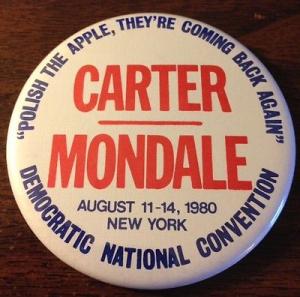 "POLISH THE APPLE, THEY'RE COMING BACK AGAIN"
CARTER
MONDALE
AUGUST 11-14, 1980
NEW YORK
DEMOCRATIC NATIONAL CONVENTION